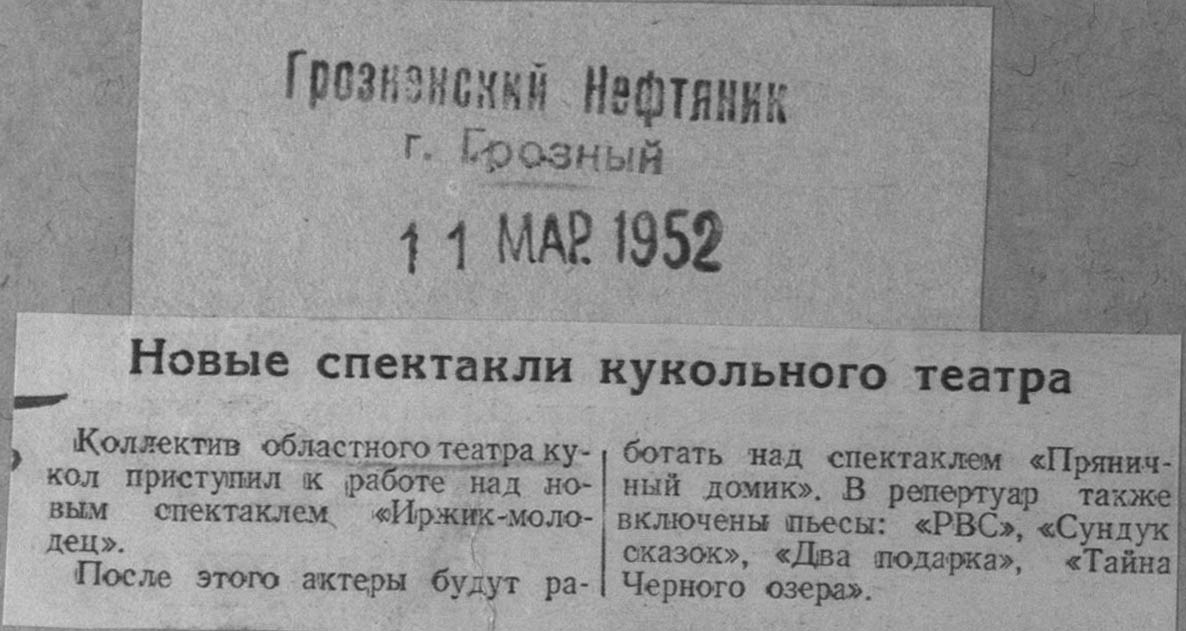 Грозненский Нефтяник
г. Грозный
11 МАР. 1952
Новые спектакли кукольного театра
Коллектив областного театра ку-
кол приступил к работе над но-
вым спектаклем «Иржик-моло-
дец».
После этого актеры будут ра-
ботать над спектаклем «Прянич-
ный домик». В репертуар также
включены пьесы: «РВС», «Сундук
сказок», «Два подарка», «Тайна
Черного озера».